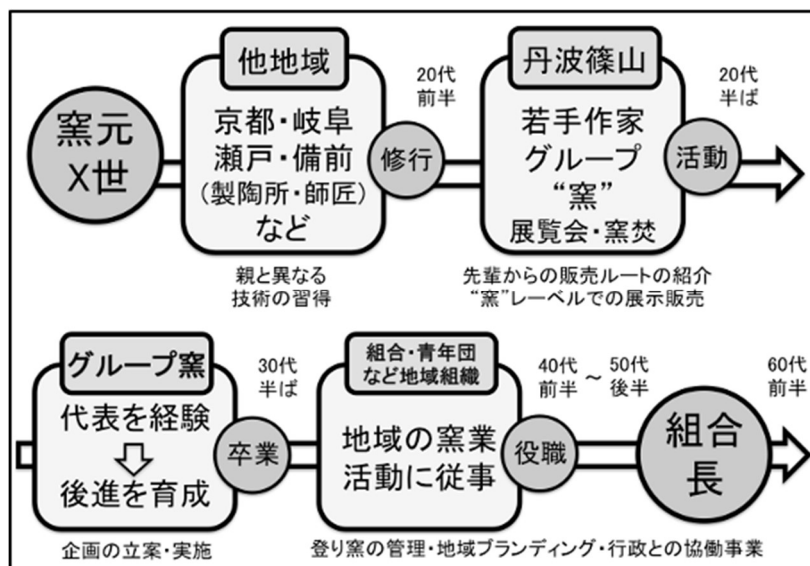 窯元
X世
他地域
京都・岐阜
瀬戸・備前
(製陶所・師匠)
など
親と異なる
技術の習得
20代
前半
修行
丹波篠山
若手作家
グループ
“窯”
展覧会・窯焚
先輩からの販売ルートの紹介
“窯”レーベルでの展示販売
20代
半ば
活動
グループ窯
代表を経験
後進を育成
企画の立案・実施
30代
半ば
卒業
組合・青年団
など地域組織
地域の窯業
活動に従事
40代
前半
～
50代
後半
役職
登り窯の管理・地域ブランディング・行政との協働事業
組合
長
60代
前半